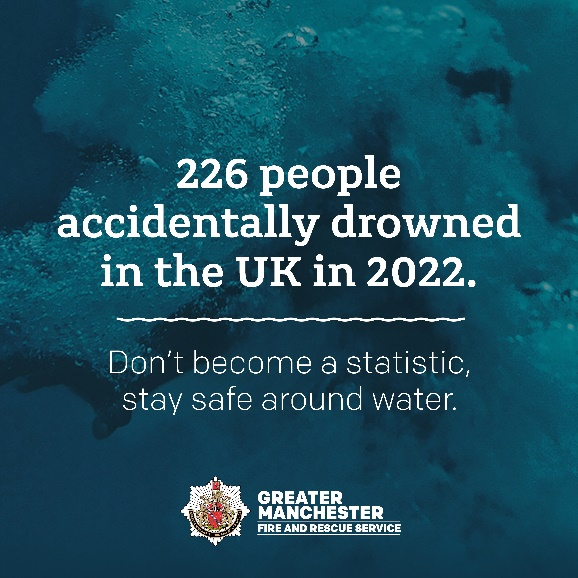 226 people
accidentally drowned
in the UK in 2022.
Don't become a statistic,
stay safe around water.
GREATER
MANCHESTER
FIRE AND RESCUE SERVICE